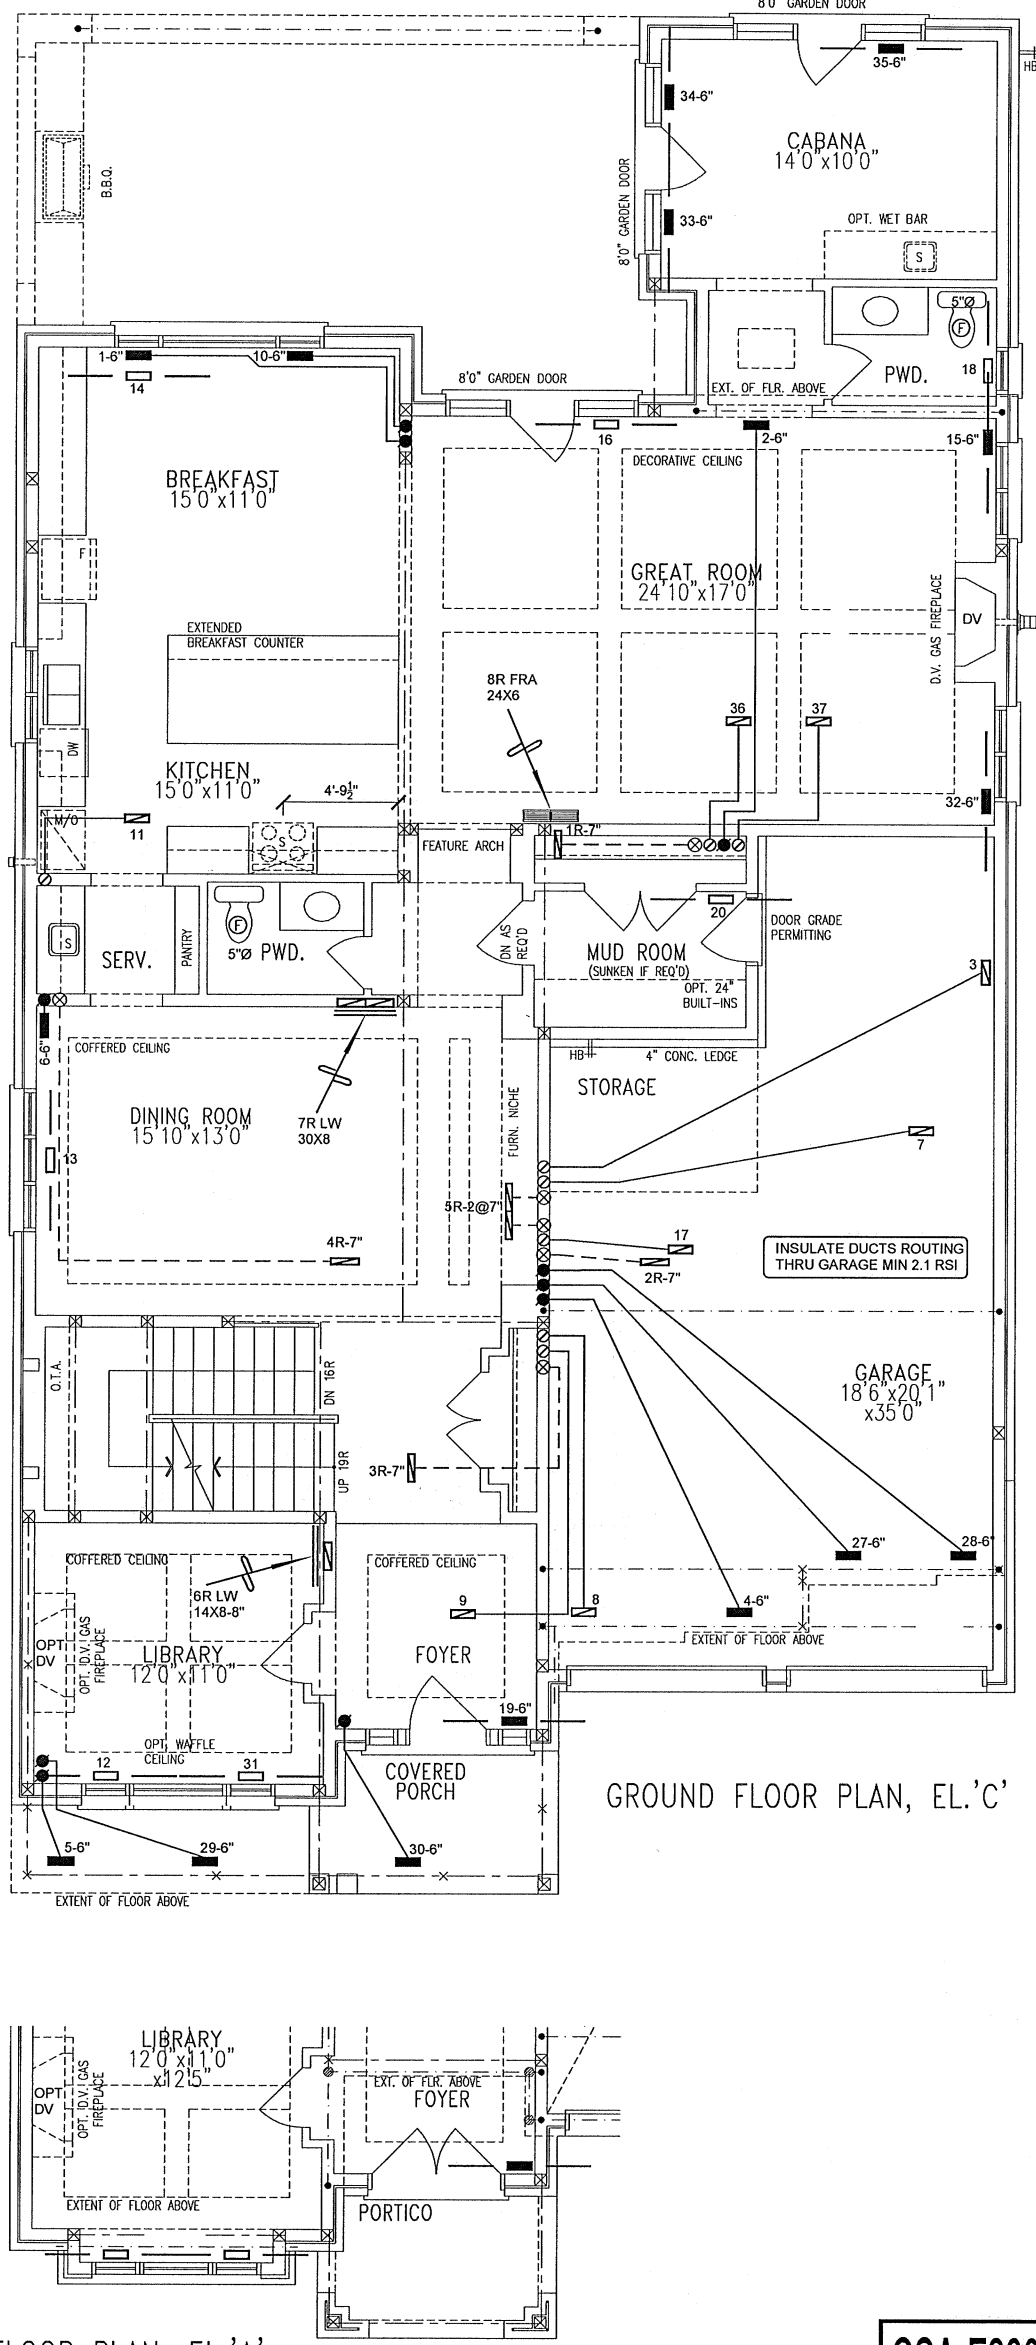 8'0" GARDEN DOOR
35-6"
HB
34-6"
CABANA
14'0"x10'0"
B.B.Q.
8'0" GARDEN DOOR
33-6"
OPT. WET BAR
S
5"Ø
F
PWD.
18
EXT. OF FLR. ABOVE
1-6"
10-6"
14
8'0" GARDEN DOOR
16
2-6"
15-6"
DECORATIVE CEILING
BREAKFAST
15'0"x11'0"
F
GREAT ROOM
24'10"x17'0"
D.V. GAS FIREPLACE
DV
EXTENDED
BREAKFAST COUNTER
8R FRA
24X6
36
37
DW
KITCHEN
15'0"x11'0"
4'-9½"
32-6"
M/O
11
S
FEATURE ARCH
1R-7"
20
DOOR GRADE
PERMITTING
F
5"Ø
PWD.
S
SERV.
PANTRY
DN AS
REQ'D
MUD ROOM
(SUNKEN IF REQ'D)
OPT. 24"
BUILT-INS
3
6-6"
COFFERED CEILING
HB
4" CONC. LEDGE
STORAGE
DINING ROOM
15'10"x13'0"
7R LW
30X8
FURN. NICHE
7
13
5R-2@7"
4R-7"
17
2R-7"
INSULATE DUCTS ROUTING
THRU GARAGE MIN 2.1 RSI
O.T.A.
DN 16R
UP 19R
GARAGE
18'6"x20'1"
x35'0"
3R-7"
COFFERED CEILING
COFFERED CEILING
27-6"
28-6"
6R LW
14X8-8"
9
8
4-6"
EXTENT OF FLOOR ABOVE
OPT
DV
OPT. D.V. GAS
FIREPLACE
LIBRARY
12'0"x11'0"
FOYER
19-6"
OPT. WAFFLE
CEILING
12
31
COVERED
PORCH
GROUND FLOOR PLAN, EL.'C'
5-6"
29-6"
30-6"
EXTENT OF FLOOR ABOVE
LIBRARY
12'0"x11'0"
x12'5"
OPT
DV
OPT. D.V. GAS
FIREPLACE
EXT. OF FLR. ABOVE
FOYER
EXTENT OF FLOOR ABOVE
PORTICO